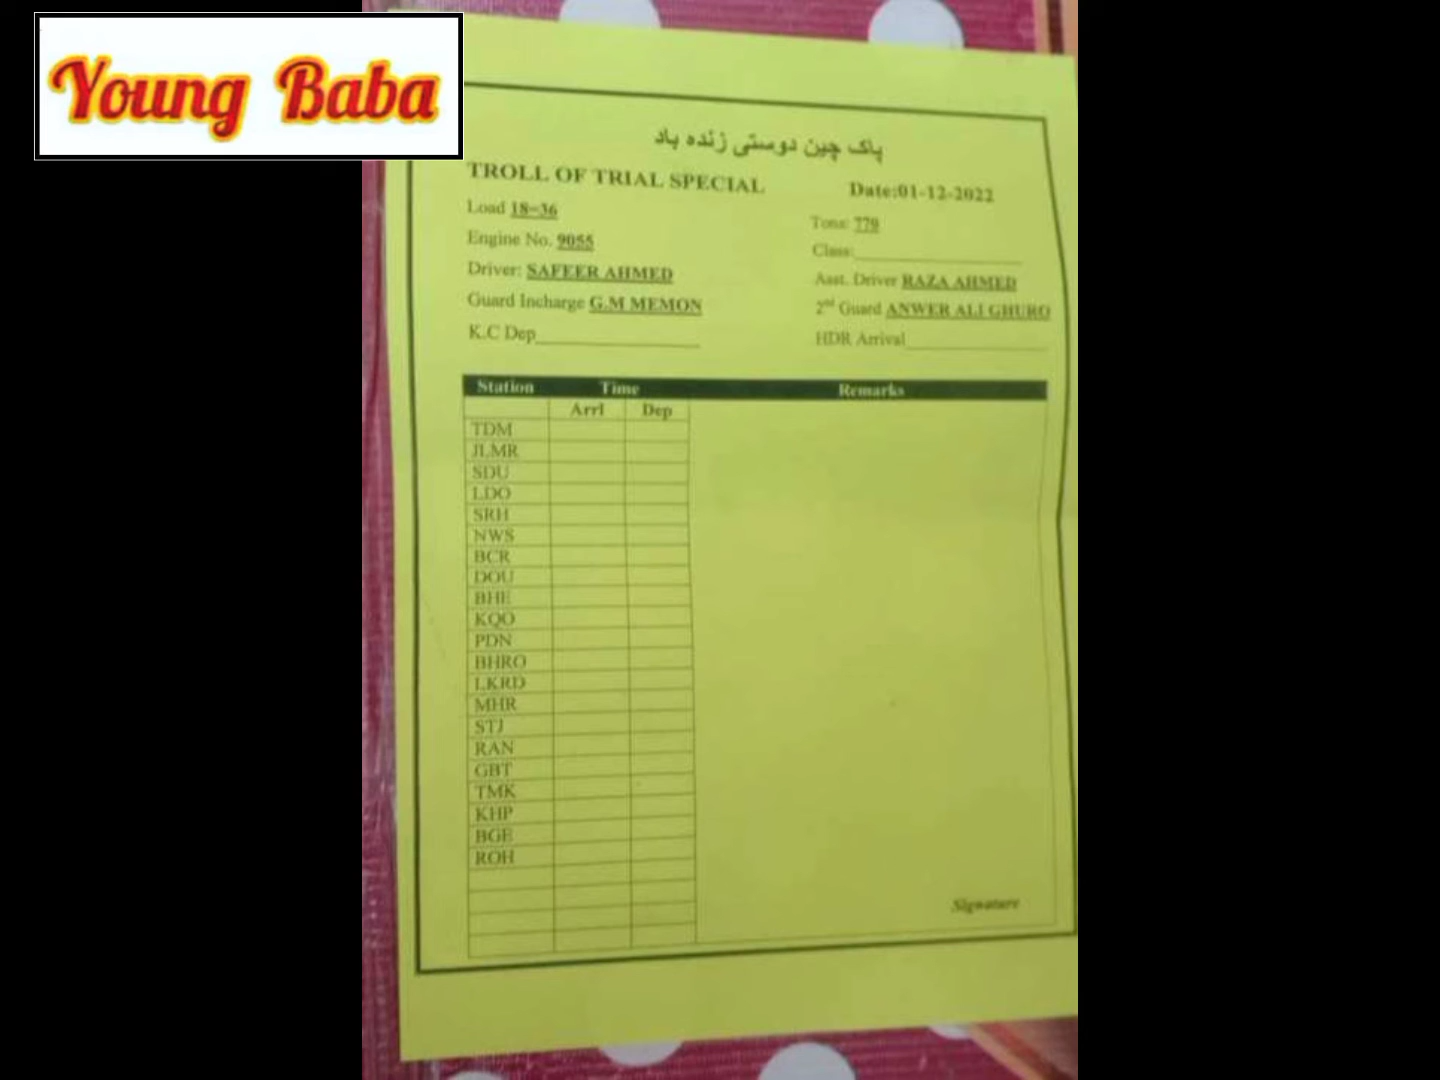 Young Baba
پاک چین دوستی زندہ باد
TROLL OF TRIAL SPECIAL Date:01-12-2022
Load 18=36 Tons: 779
Engine No. 9055 Class:
Driver: SAFEER AHMED Asst. Driver RAZA AHMED
Guard Incharge G.M MEMON 2nd Guard ANWER ALI GHURO
K.C Dep HDR Arrival
Station Time Remarks
Arrl Dep
TDM
JLMR
SDU
LDO
SRH
NWS
BCR
DOU
BHE
KQO
PDN
BHRO
LKRD
MHR
STJ
RAN
GBT
TMK
KHP
BGE
ROH
Signature